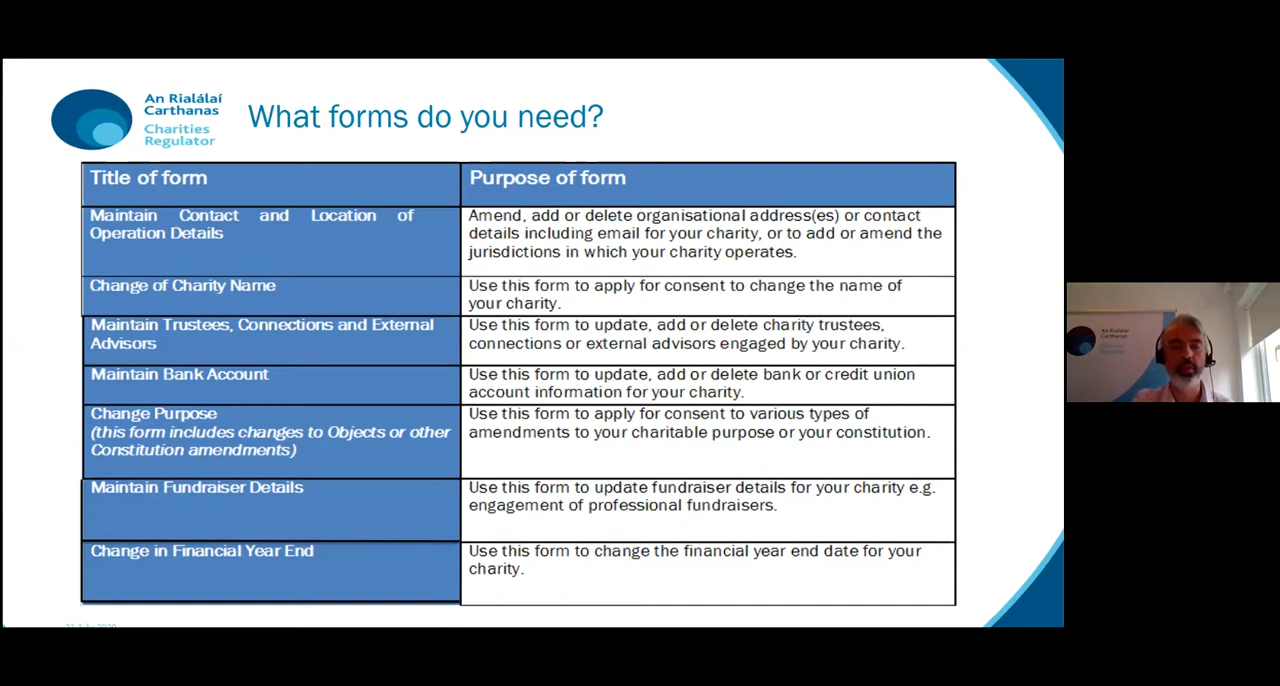 An Rialálaí
Carthanas
Charities
Regulator
What forms do you need?
Title of form
Purpose of form
Maintain Contact and Location of
Operation Details
Amend, add or delete organisational address(es) or contact
details including email for your charity, or to add or amend the
jurisdictions in which your charity operates.
Change of Charity Name
Use this form to apply for consent to change the name of
your charity.
Maintain Trustees, Connections and External
Advisors
Use this form to update, add or delete charity trustees,
connections or external advisors engaged by your charity.
Maintain Bank Account
Use this form to update, add or delete bank or credit union
account information for your charity.
Change Purpose
(this form includes changes to Objects or other
Constitution amendments)
Use this form to apply for consent to various types of
amendments to your charitable purpose or your constitution.
Maintain Fundraiser Details
Use this form to update fundraiser details for your charity e.g.
engagement of professional fundraisers.
Change in Financial Year End
Use this form to change the financial year end date for your
charity.
An Rialálaí
Carthanas